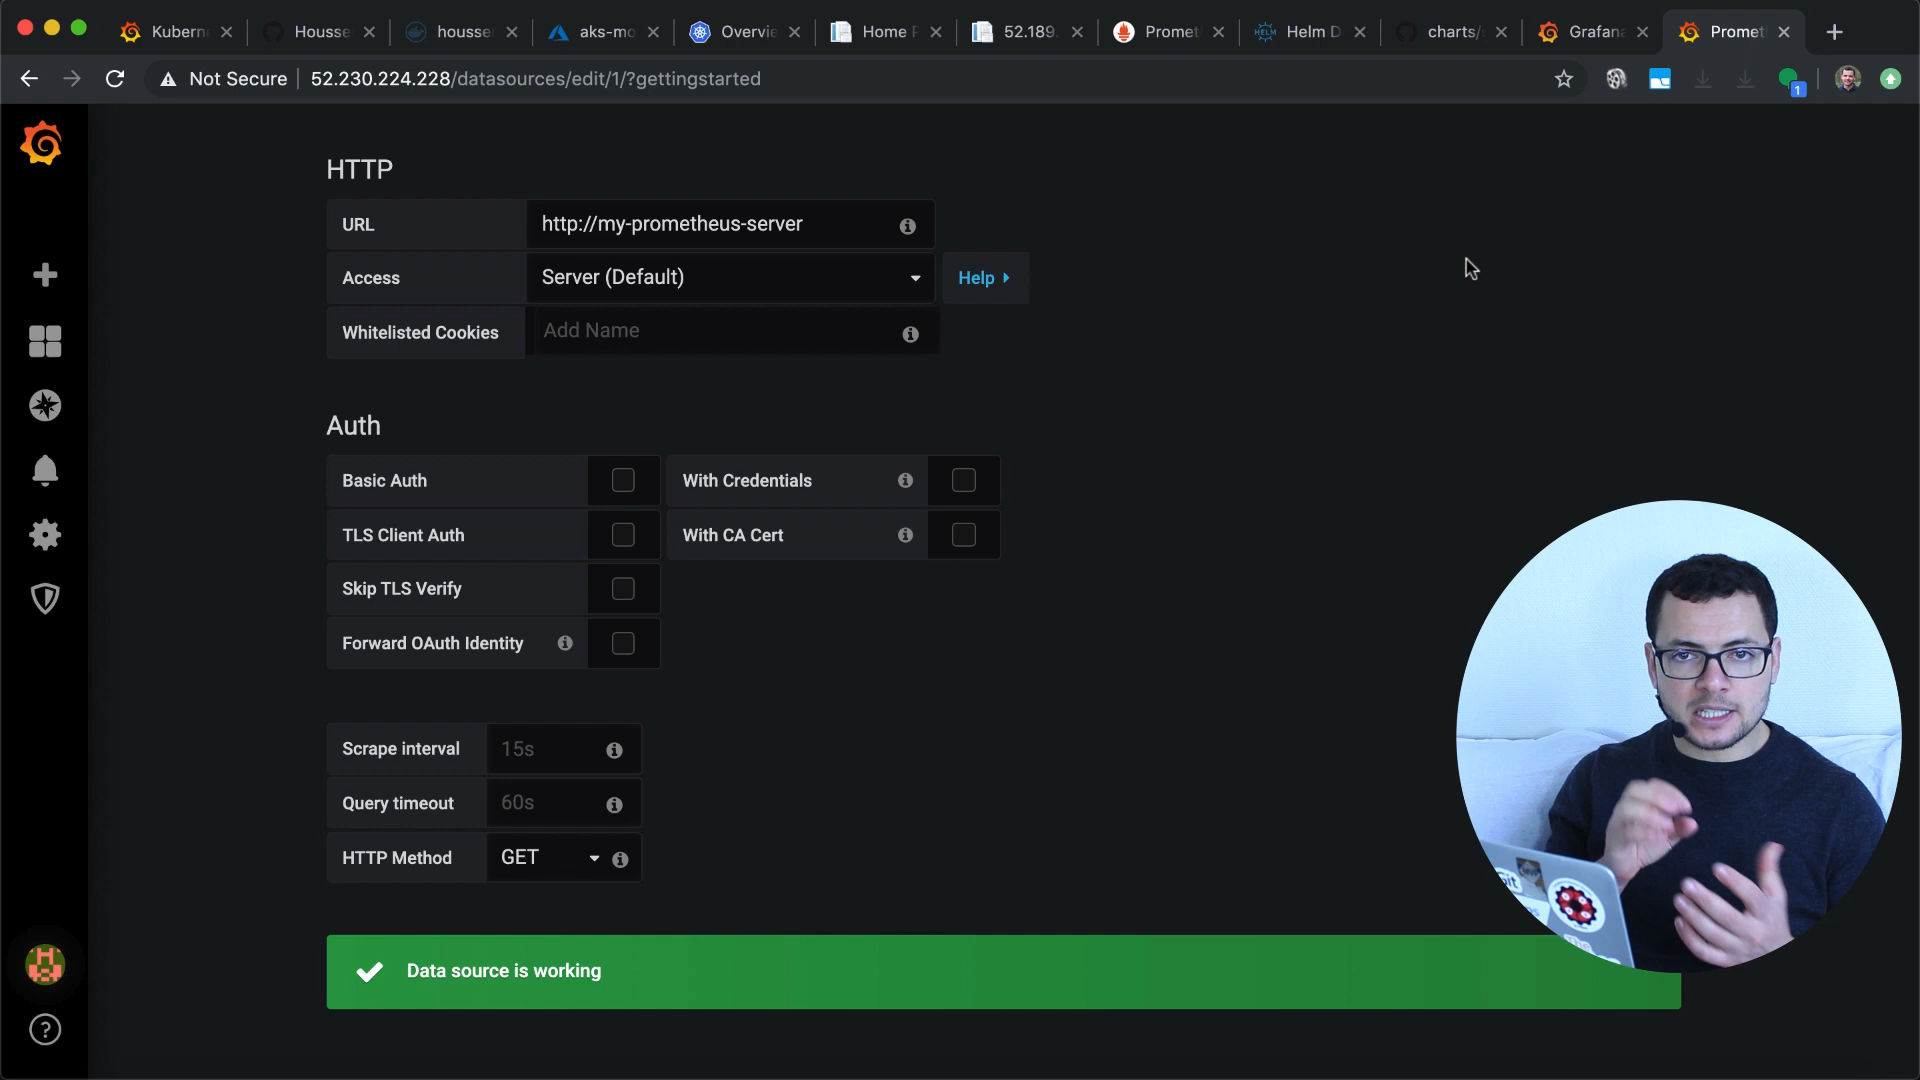 Kubern
Housse
housse
aks-mo
Overvie
Home P
52.189.
Promet
Helm D
charts/
Grafana
Promet
Not Secure
52.230.224.228/datasources/edit/1/?gettingstarted
1
HTTP
URL
http://my-prometheus-server
Access
Server (Default)
Help
Whitelisted Cookies
Add Name
Auth
Basic Auth
With Credentials
TLS Client Auth
With CA Cert
Skip TLS Verify
Forward OAuth Identity
Scrape interval
15s
Query timeout
60s
HTTP Method
GET
Data source is working